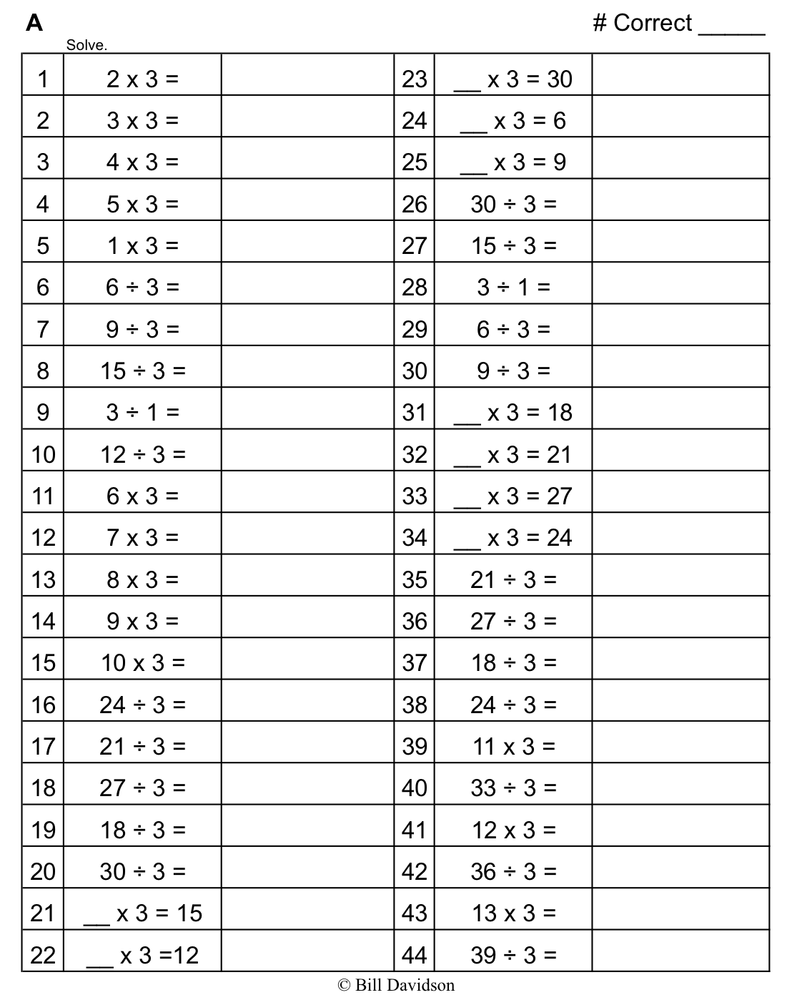 A
# Correct _____
Solve.
1 2 x 3 =
2 3 x 3 =
3 4 x 3 =
4 5 x 3 =
5 1 x 3 =
6 6 ÷ 3 =
7 9 ÷ 3 =
8 15 ÷ 3 =
9 3 ÷ 1 =
10 12 ÷ 3 =
11 6 x 3 =
12 7 x 3 =
13 8 x 3 =
14 9 x 3 =
15 10 x 3 =
16 24 ÷ 3 =
17 21 ÷ 3 =
18 27 ÷ 3 =
19 18 ÷ 3 =
20 30 ÷ 3 =
21 __ x 3 = 15
22 __ x 3 =12
23 __ x 3 = 30
24 __ x 3 = 6
25 __ x 3 = 9
26 30 ÷ 3 =
27 15 ÷ 3 =
28 3 ÷ 1 =
29 6 ÷ 3 =
30 9 ÷ 3 =
31 __ x 3 = 18
32 __ x 3 = 21
33 __ x 3 = 27
34 __ x 3 = 24
35 21 ÷ 3 =
36 27 ÷ 3 =
37 18 ÷ 3 =
38 24 ÷ 3 =
39 11 x 3 =
40 33 ÷ 3 =
41 12 x 3 =
42 36 ÷ 3 =
43 13 x 3 =
44 39 ÷ 3 =
© Bill Davidson